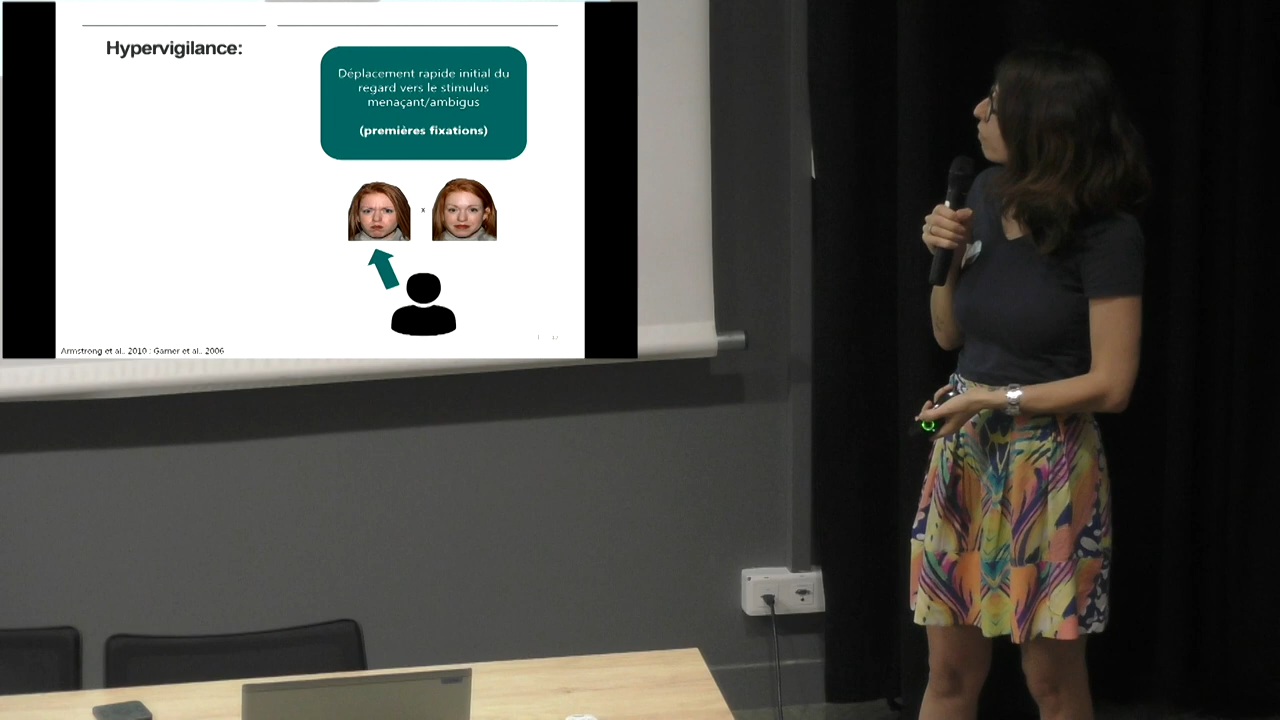 Hypervigilance:
Déplacement rapide initial du
regard vers le stimulus
menaçant/ambigus
(premières fixations)
x
Armstrong et al., 2010 ; Garner et al., 2006